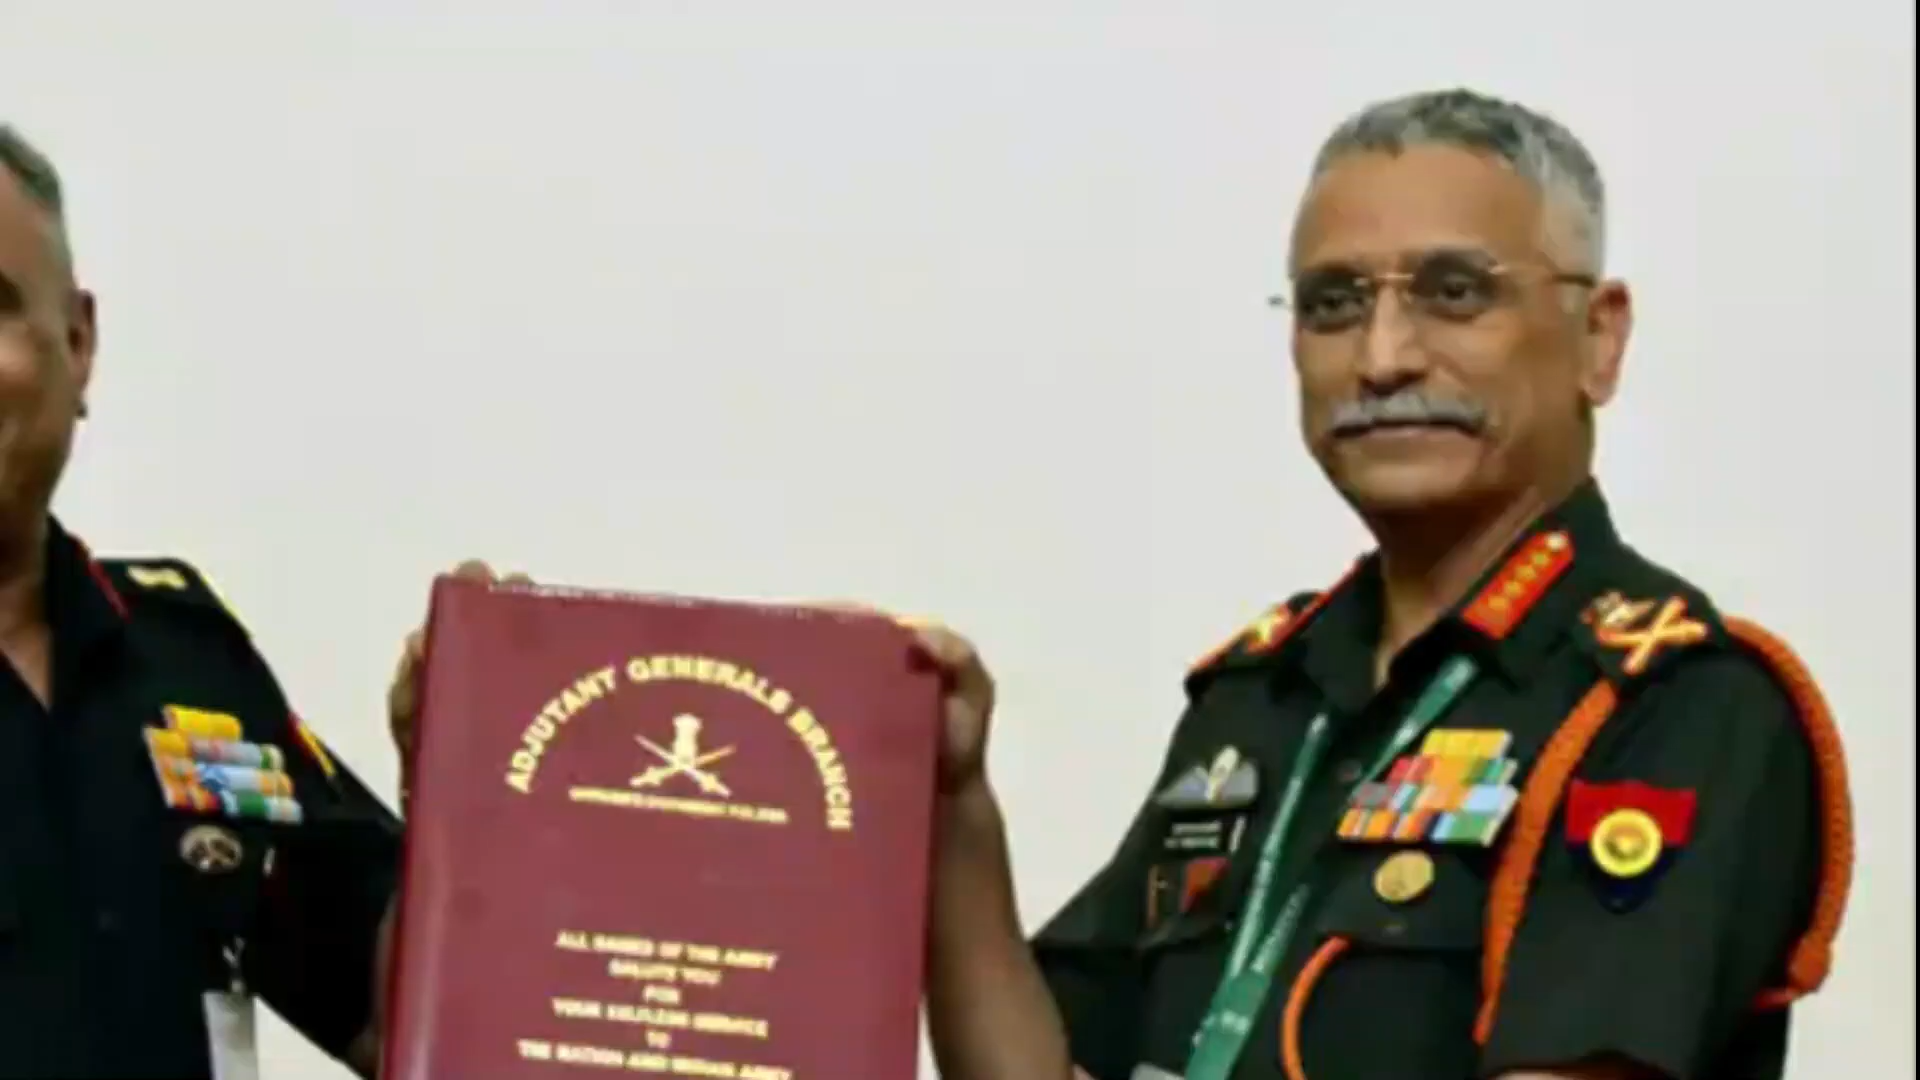 ADJUTANT GENERALS BRANCH
ALL RANKS OF THE ARMY
SALUTE YOU
FOR
YOUR SELFLESS SERVICE
TO
THE NATION AND INDIAN ARMY